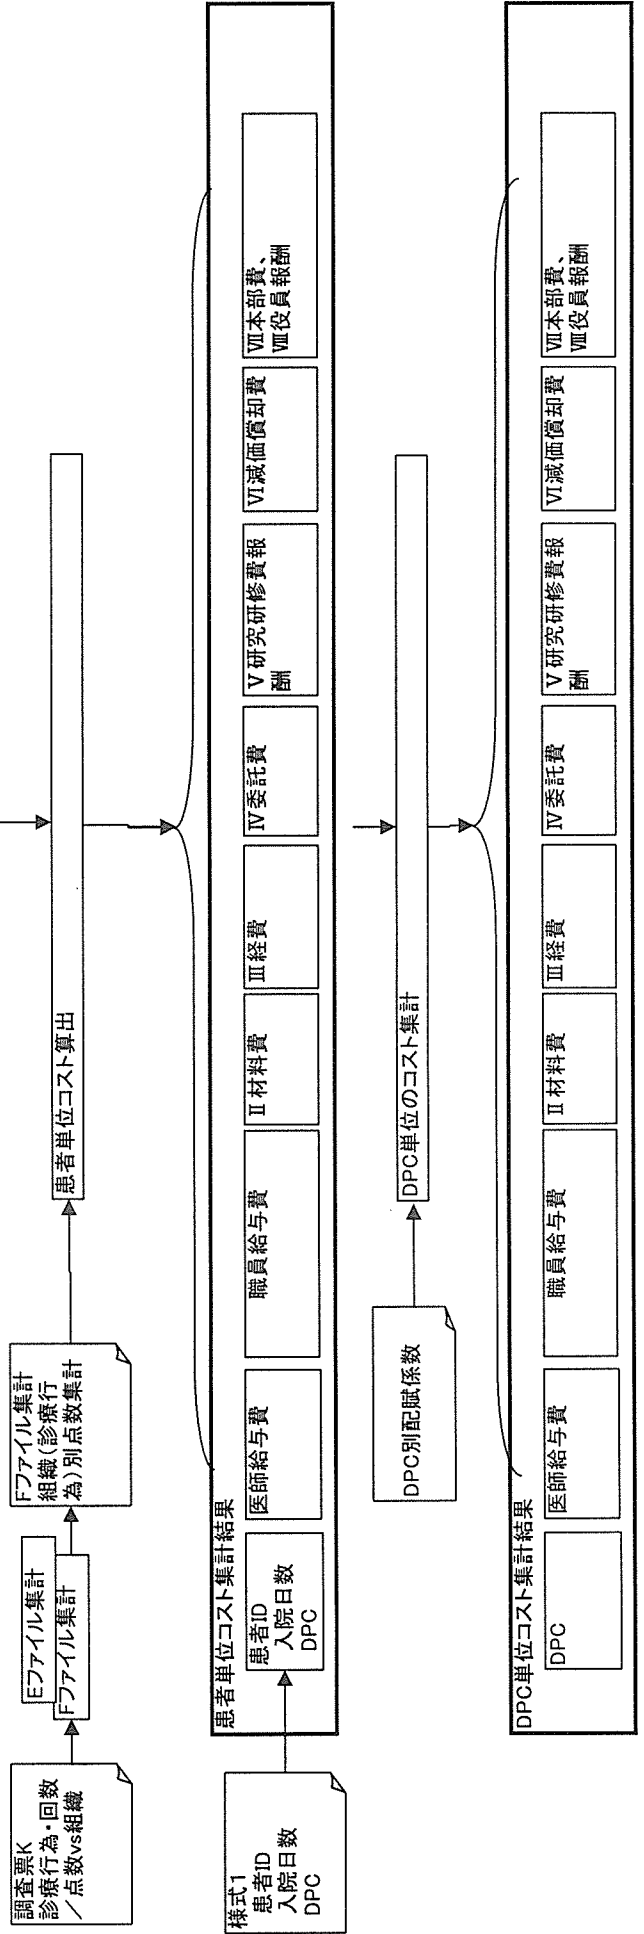 調査票K
診療行為・回数
／点数vs組織
Eファイル集計
Fファイル集計
Fファイル集計
組織(診療行
為)別点数集計
患者単位コスト算出
様式1
患者ID
入院日数
DPC
患者単位コスト集計結果
患者ID
入院日数
DPC
医師給与費
職員給与費
Ⅱ材料費
Ⅲ経費
Ⅳ委託費
Ⅴ研究研修費報
酬
Ⅵ減価償却費
Ⅶ本部費、
Ⅷ役員報酬
DPC別配賦係数
DPC単位のコスト集計
DPC単位コスト集計結果
DPC
医師給与費
職員給与費
Ⅱ材料費
Ⅲ経費
Ⅳ委託費
Ⅴ研究研修費報
酬
Ⅵ減価償却費
Ⅶ本部費、
Ⅷ役員報酬